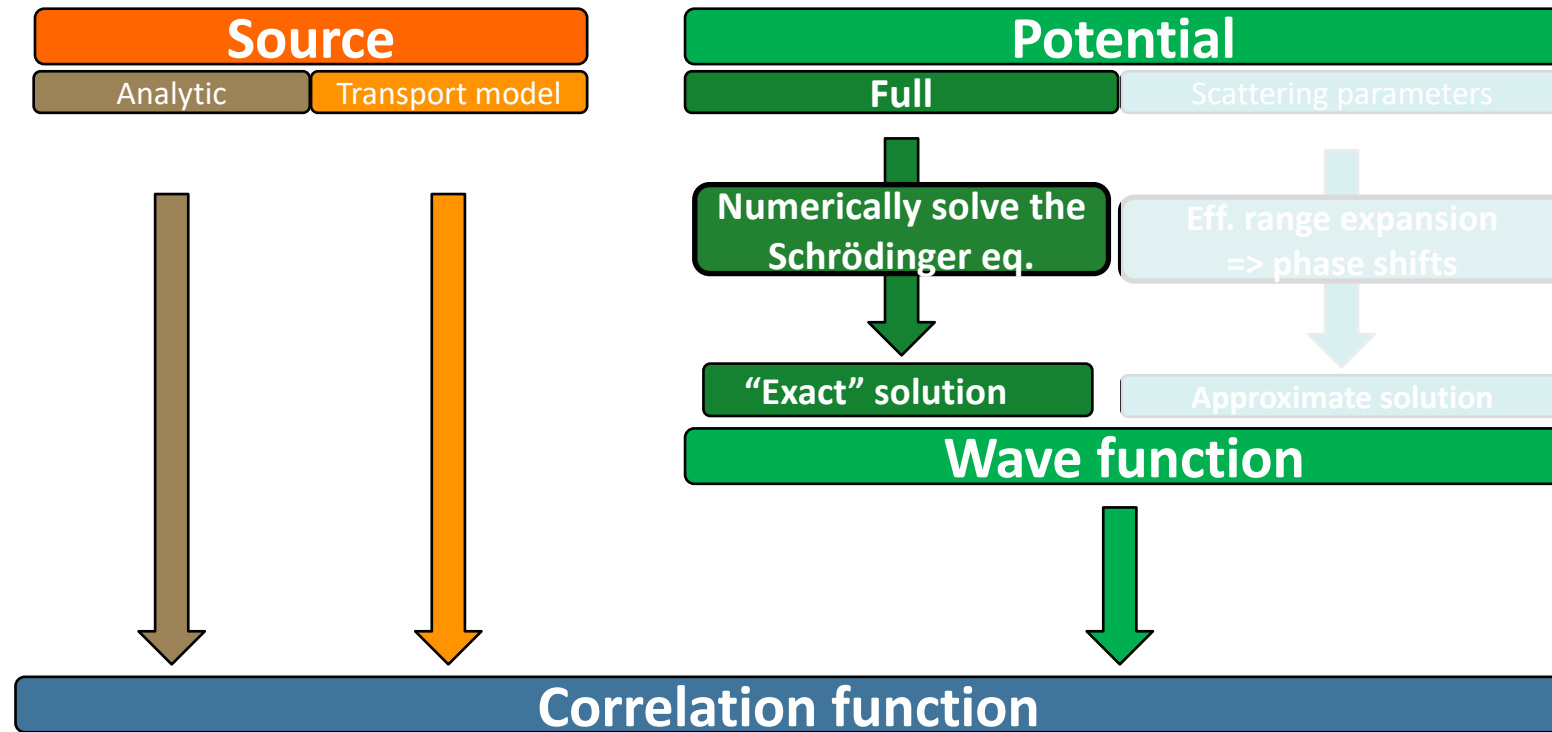 Source
Potential
Analytic
Transport model
Full
Scattering parameters
Numerically solve the
Schrödinger eq.
Eff. range expansion
=> phase shifts
“Exact” solution
Approximate solution
Wave function
Correlation function